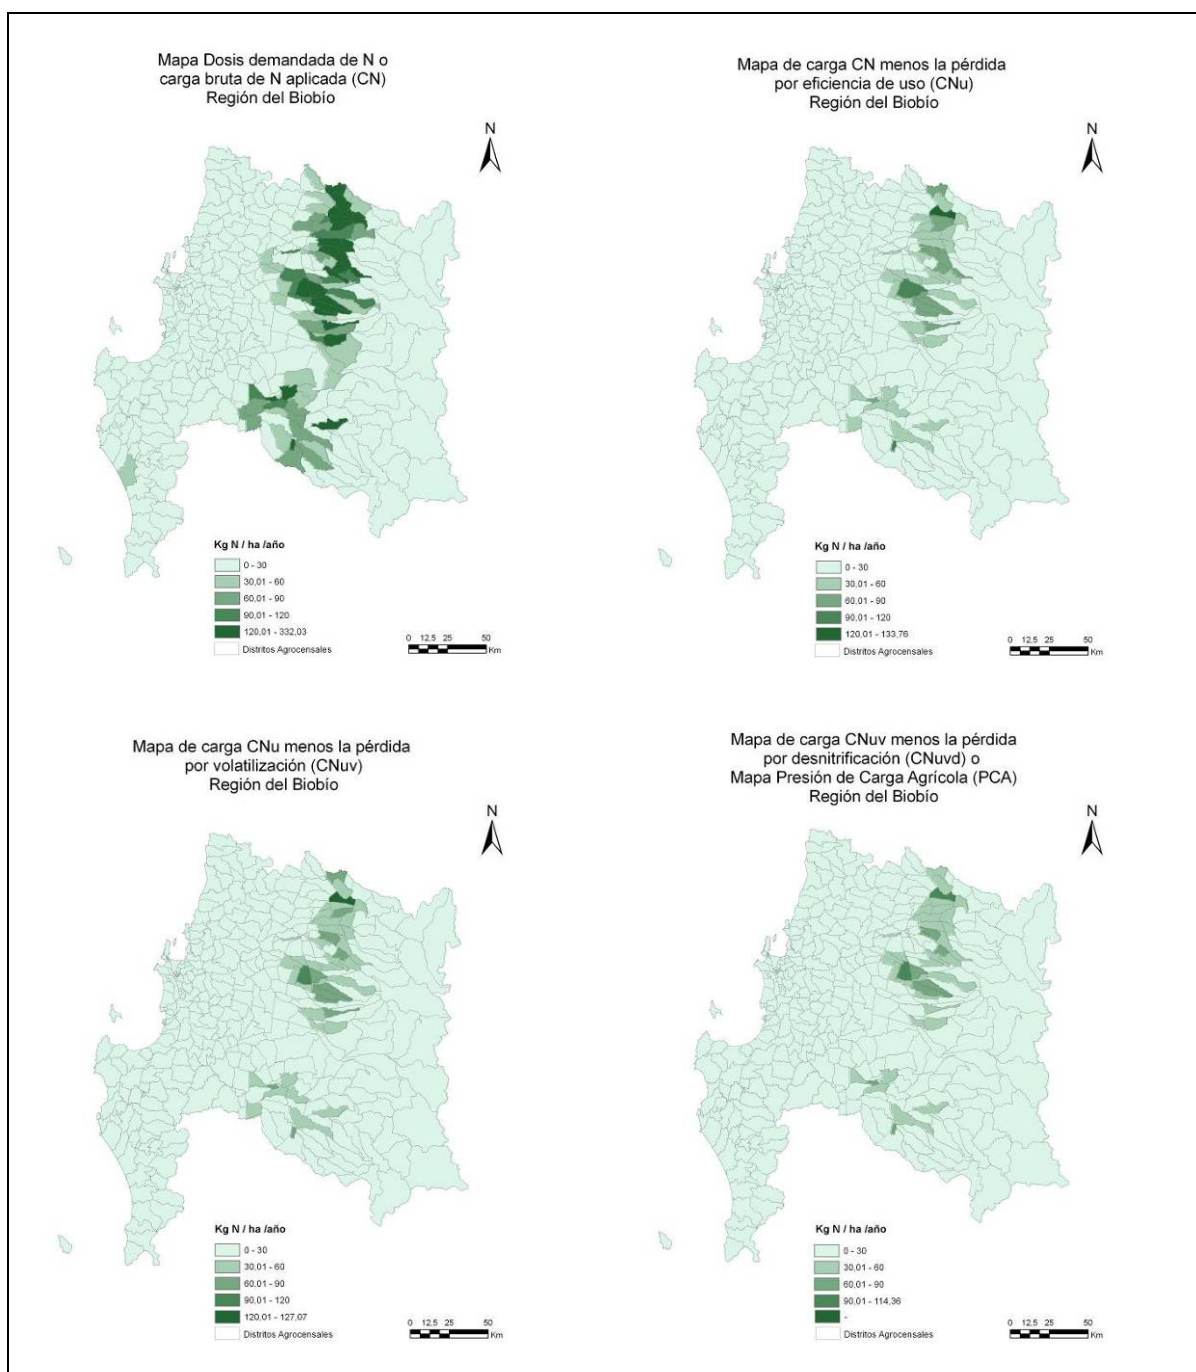 Mapa Dosis demandada de N o
carga bruta de N aplicada (CN)
Región del Biobío
N
Kg N / ha /año
0 - 30
30,01 - 60
60,01 - 90
90,01 - 120
120,01 - 332,03
Distritos Agrocensales
0 12,5 25 50
Km
Mapa de carga CN menos la pérdida
por eficiencia de uso (CNu)
Región del Biobío
N
Kg N / ha /año
0 - 30
30,01 - 60
60,01 - 90
90,01 - 120
120,01 - 133,76
Distritos Agrocensales
0 12,5 25 50
Km
Mapa de carga CNu menos la pérdida
por volatilización (CNuv)
Región del Biobío
N
Kg N / ha /año
0 - 30
30,01 - 60
60,01 - 90
90,01 - 120
120,01 - 127,07
Distritos Agrocensales
0 12,5 25 50
Km
Mapa de carga CNuv menos la pérdida
por desnitrificación (CNuvd) o
Mapa Presión de Carga Agrícola (PCA)
Región del Biobío
N
Kg N / ha /año
0 - 30
30,01 - 60
60,01 - 90
90,01 - 114,36
-
Distritos Agrocensales
0 12,5 25 50
Km